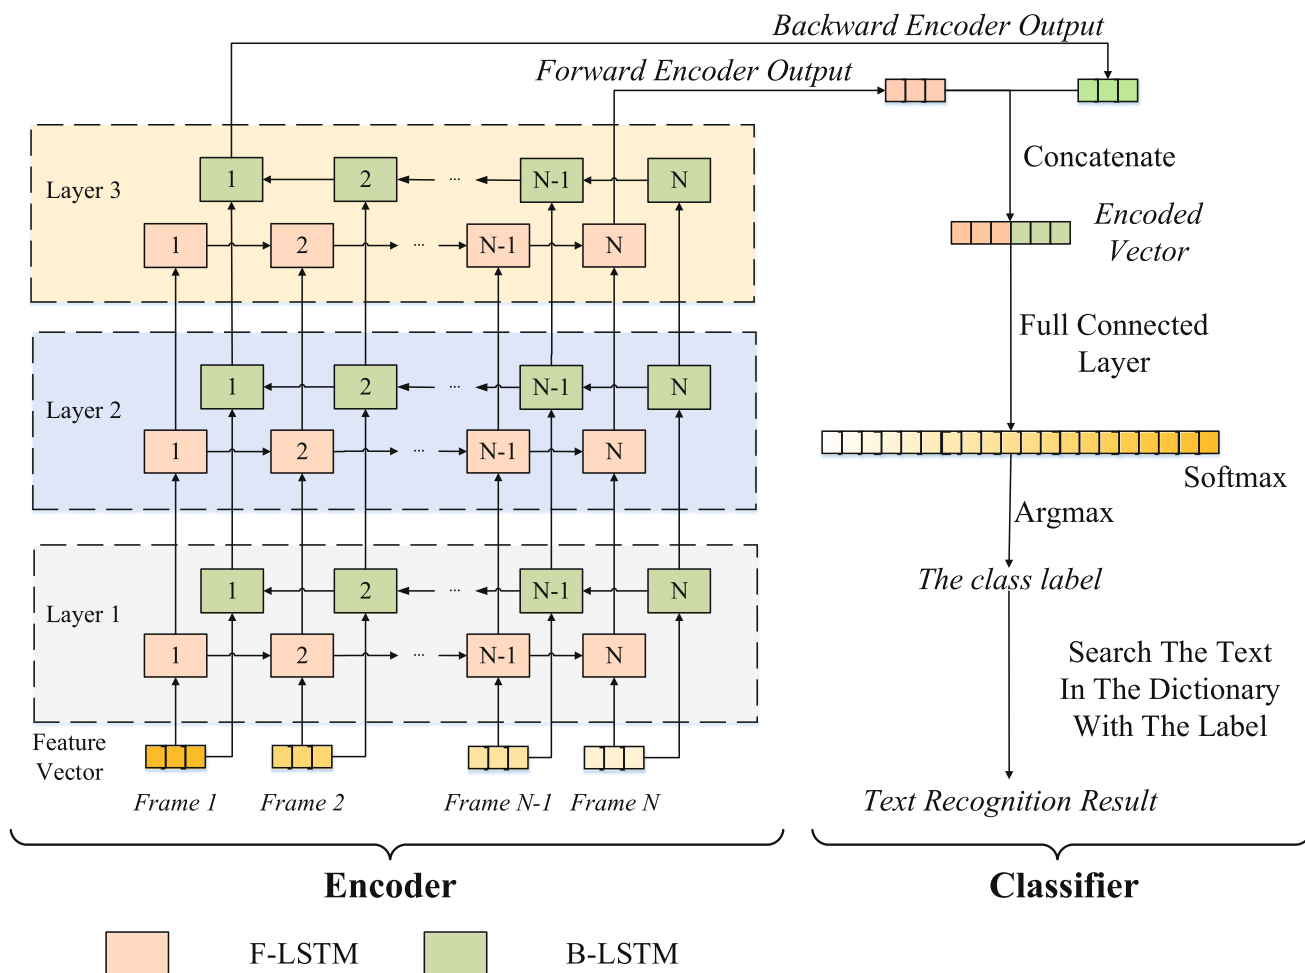 Backward Encoder Output
Forward Encoder Output
Layer 3
1
2
...
N-1
N
1
2
...
N-1
N
Layer 2
1
2
...
N-1
N
1
2
...
N-1
N
Layer 1
1
2
...
N-1
N
1
2
...
N-1
N
Feature
Vector
Frame 1
Frame 2
Frame N-1
Frame N
Encoder
Concatenate
Encoded
Vector
Full Connected
Layer
Softmax
Argmax
The class label
Search The Text
In The Dictionary
With The Label
Text Recognition Result
Classifier
F-LSTM
B-LSTM